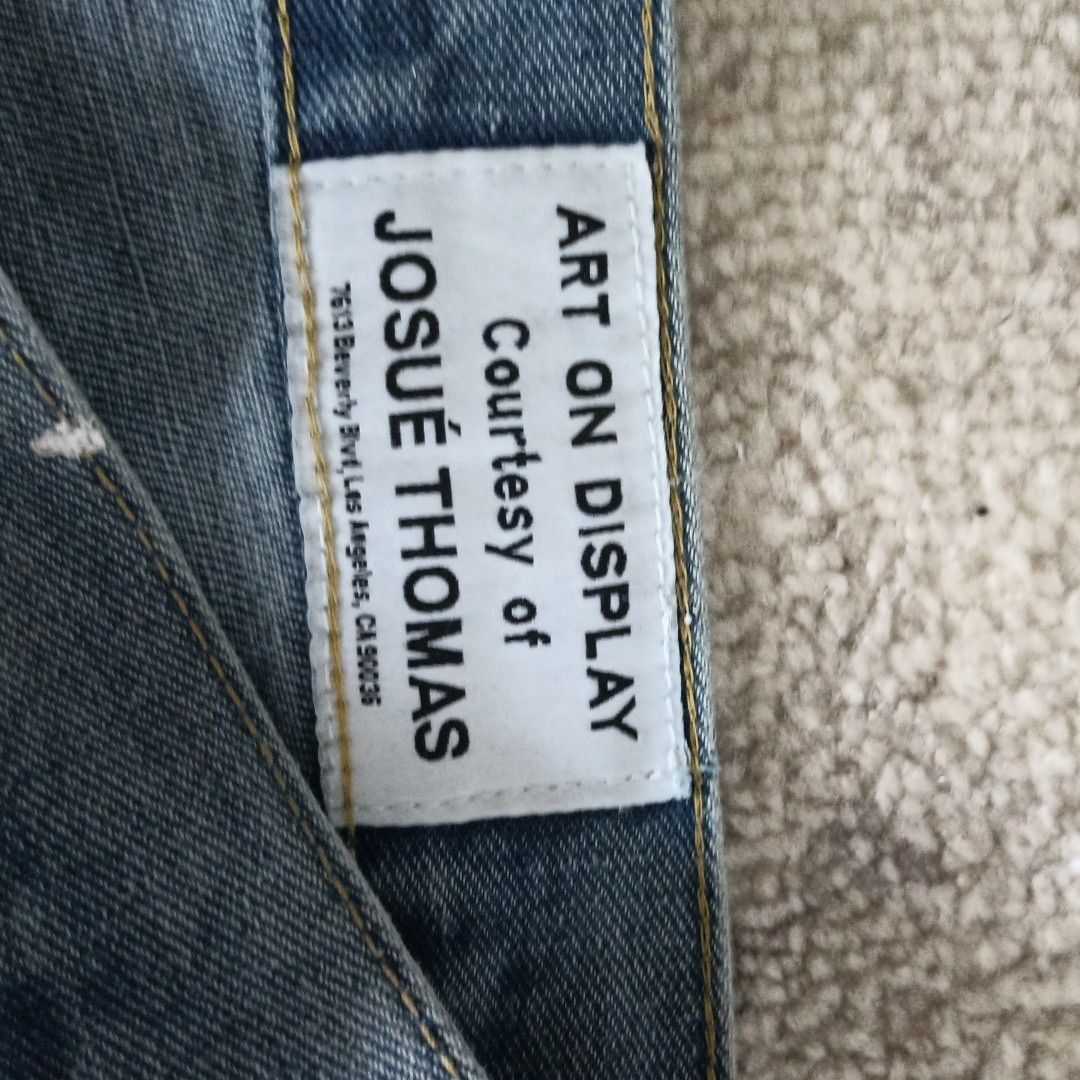 ART ON DISPLAY
Courtesy of
JOSUÉ THOMAS
7613 Beverly Blvd, Los Angeles, CA 90036